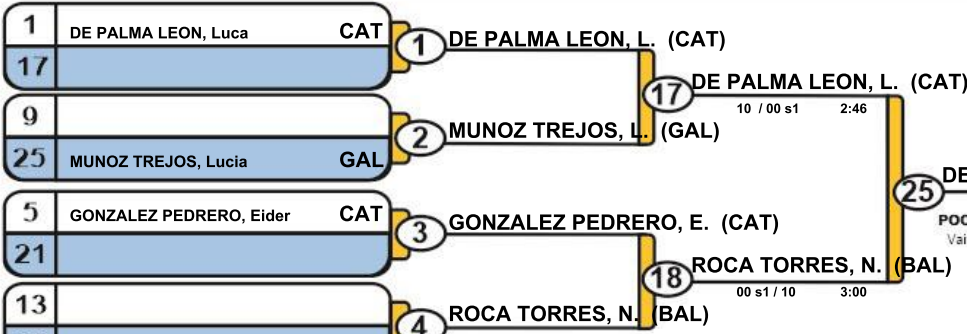 1 DE PALMA LEON, Luca CAT
17
1 DE PALMA LEON, L. (CAT)
9
25 MUNOZ TREJOS, Lucia GAL
2 MUNOZ TREJOS, L. (GAL)
17 DE PALMA LEON, L. (CAT)
10 / 00 s1 2:46
5 GONZALEZ PEDRERO, Eider CAT
21
3 GONZALEZ PEDRERO, E. (CAT)
13
4 ROCA TORRES, N. (BAL)
18 ROCA TORRES, N. (BAL)
00 s1 / 10 3:00
25 DE
POO
Vai